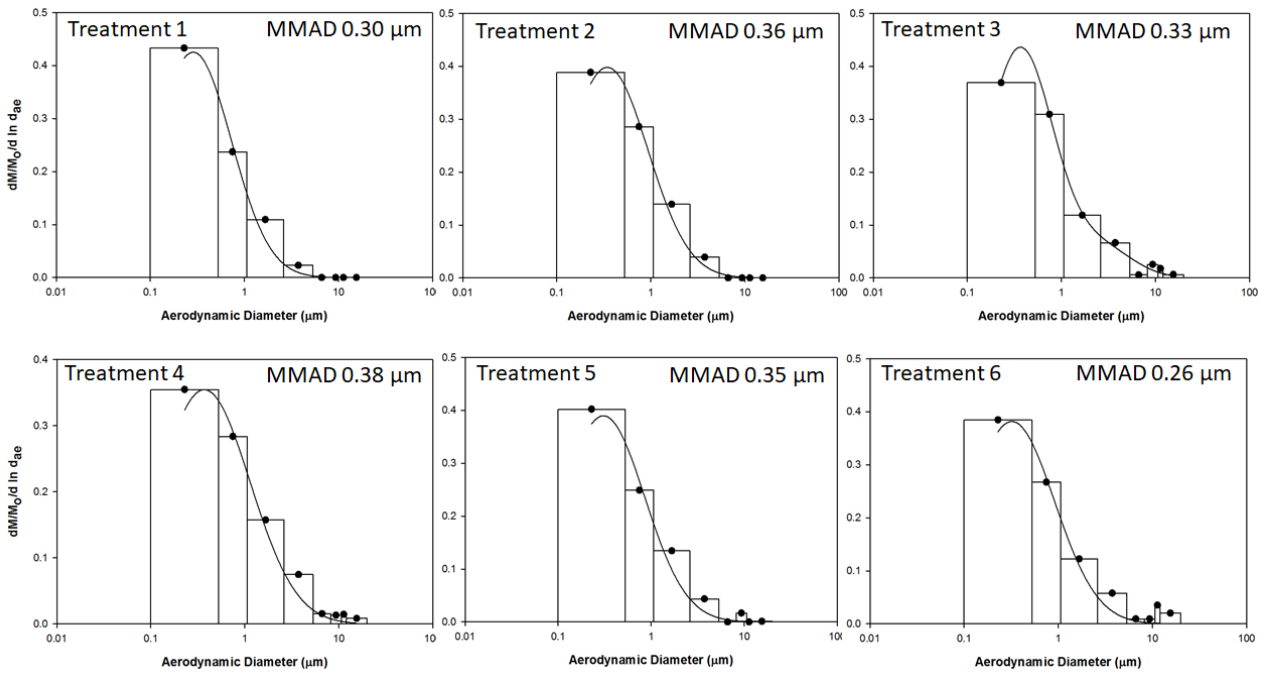 Treatment 1 MMAD 0.30 μm
0.5
0.4
0.3
0.2
0.1
0.0
dM/Mo/d ln dae
0.01 0.1 1 10 10
Aerodynamic Diameter (μm)
Treatment 2 MMAD 0.36 μm
0.5
0.4
0.3
0.2
0.1
0.0
0.01 0.1 1 10 100
Aerodynamic Diameter (μm)
Treatment 3 MMAD 0.33 μm
0.5
0.4
0.3
0.2
0.1
0.0
0.01 0.1 1 10 100
Aerodynamic Diameter (μm)
Treatment 4 MMAD 0.38 μm
0.4
0.3
0.2
0.1
0.0
dM/Mo/d ln dae
0.01 0.1 1 10
Aerodynamic Diameter (μm)
Treatment 5 MMAD 0.35 μm
0.5
0.4
0.3
0.2
0.1
0.0
0.01 0.1 1 10 100
Aerodynamic Diameter (μm)
Treatment 6 MMAD 0.26 μm
0.5
0.4
0.3
0.2
0.1
0.0
0.01 0.1 1 10 100
Aerodynamic Diameter (μm)